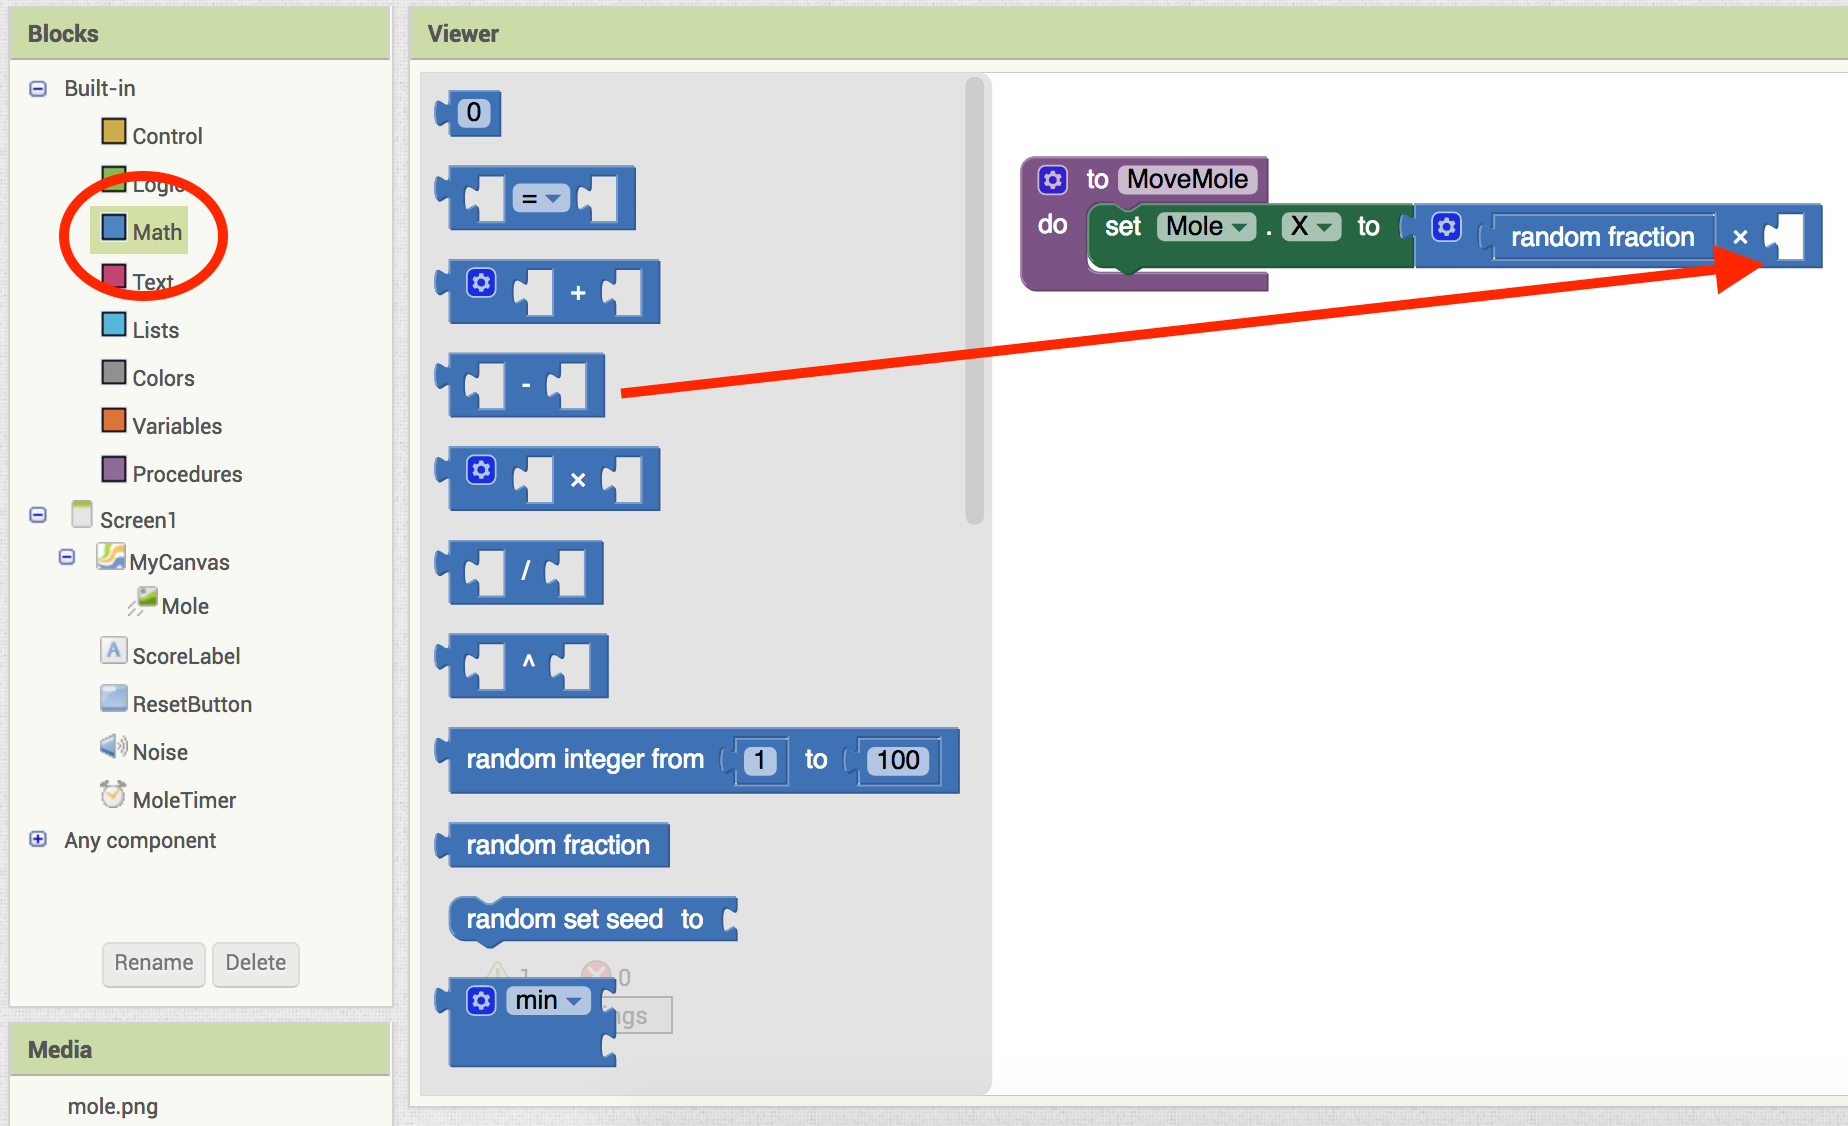 Blocks
Built-in
Control
Logic
Math
Text
Lists
Colors
Variables
Procedures
Screen1
MyCanvas
Mole
ScoreLabel
ResetButton
Noise
MoleTimer
Any component
Rename Delete
Media
mole.png
Viewer
0
=
+
-
×
/
^
random integer from 1 to 100
random fraction
random set seed to
1 0
min
ngs
to MoveMole
do set Mole . X to random fraction ×